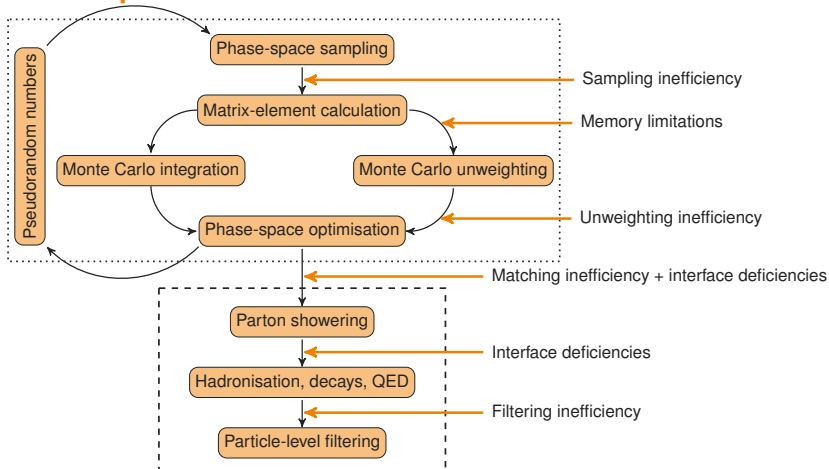 Pseudorandom numbers
Phase-space sampling
Sampling inefficiency
Matrix-element calculation
Memory limitations
Monte Carlo integration
Monte Carlo unweighting
Unweighting inefficiency
Phase-space optimisation
Matching inefficiency + interface deficiencies
Parton showering
Interface deficiencies
Hadronisation, decays, QED
Filtering inefficiency
Particle-level filtering